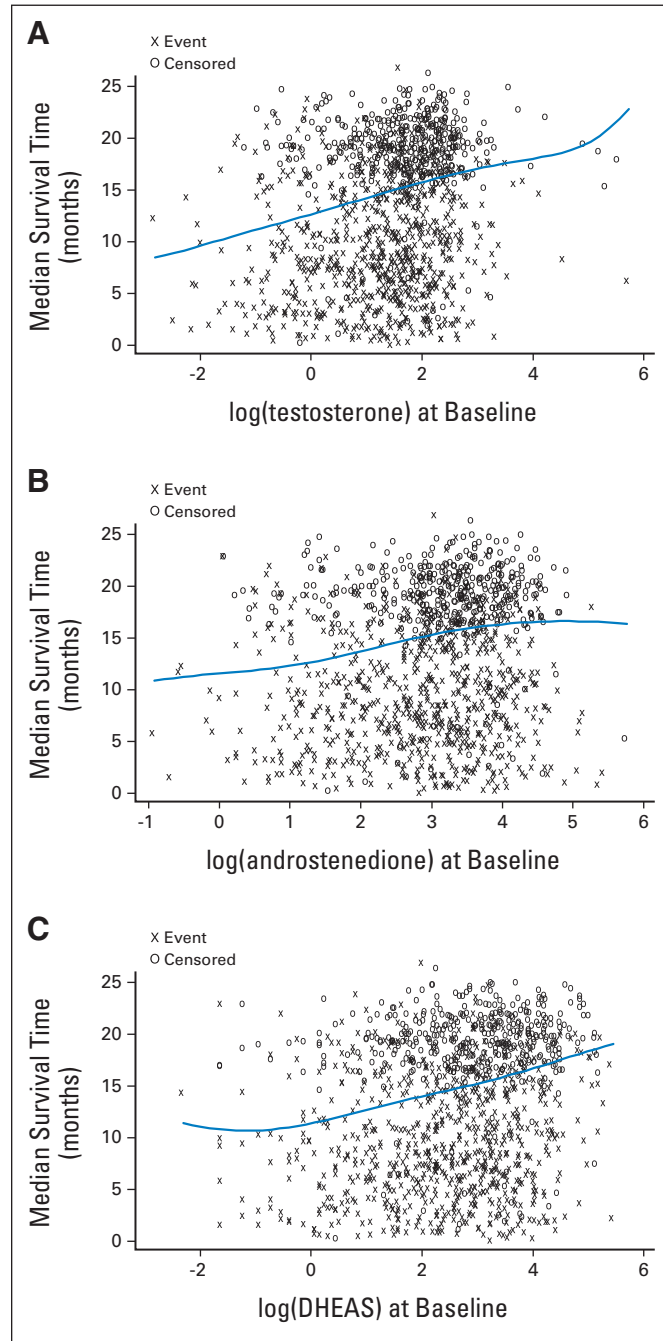 A
x Event
o Censored
Median Survival Time
(months)
25
20
15
10
5
0
-2
0
2
4
6
log(testosterone) at Baseline
B
x Event
o Censored
Median Survival Time
(months)
25
20
15
10
5
0
-1
0
1
2
3
4
5
6
log(androstenedione) at Baseline
C
x Event
o Censored
Median Survival Time
(months)
25
20
15
10
5
0
-2
0
2
4
6
log(DHEAS) at Baseline